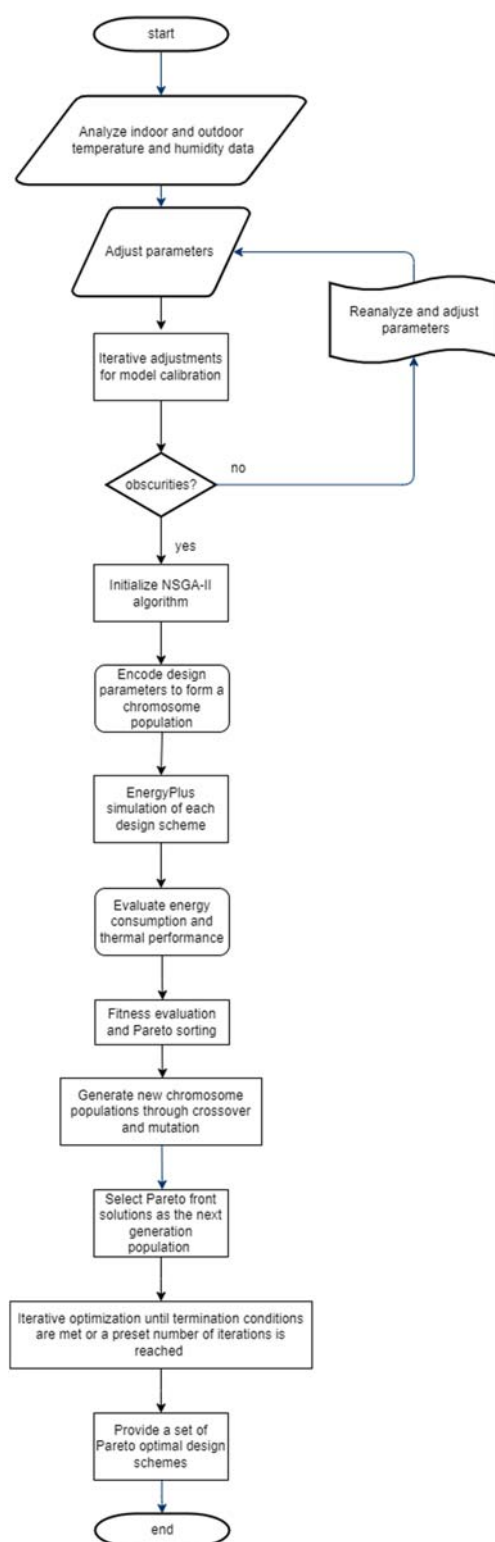 start
Analyze indoor and outdoor
temperature and humidity data
Adjust parameters
Reanalyze and adjust
parameters
Iterative adjustments
for model calibration
obscurities?
no
yes
Initialize NSGA-II
algorithm
Encode design
parameters to form a
chromosome
population
EnergyPlus
simulation of each
design scheme
Evaluate energy
consumption and
thermal performance
Fitness evaluation
and Pareto sorting
Generate new chromosome
populations through crossover
and mutation
Select Pareto front
solutions as the next
generation
population
Iterative optimization until termination conditions
are met or a preset number of iterations is
reached
Provide a set of
Pareto optimal design
schemes
end